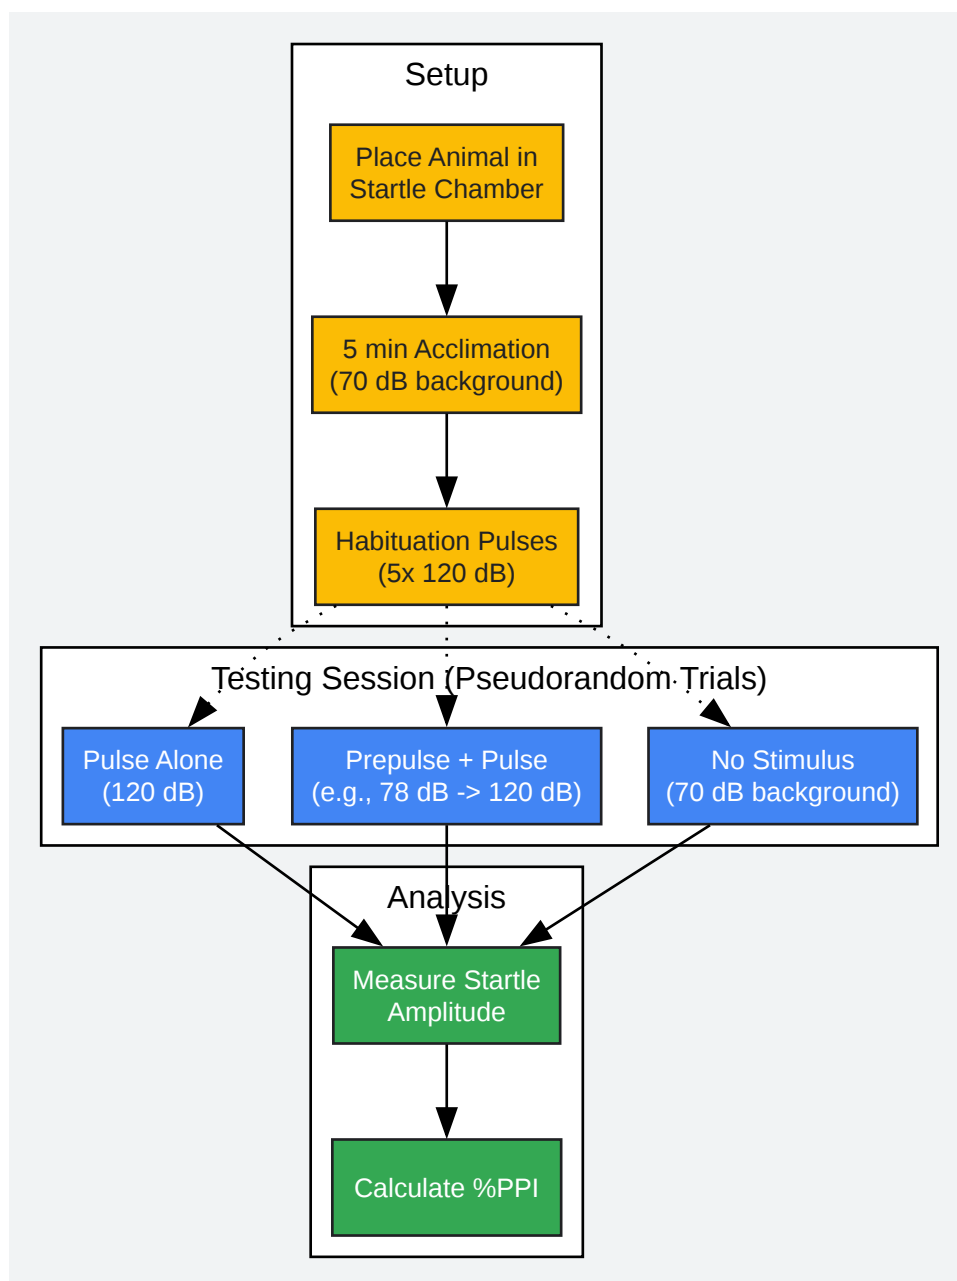 Setup
Place Animal in
Startle Chamber
5 min Acclimation
(70 dB background)
Habituation Pulses
(5x 120 dB)
Testing Session (Pseudorandom Trials)
Pulse Alone
(120 dB)
Prepulse + Pulse
(e.g., 78 dB -> 120 dB)
No Stimulus
(70 dB background)
Analysis
Measure Startle
Amplitude
Calculate %PPI